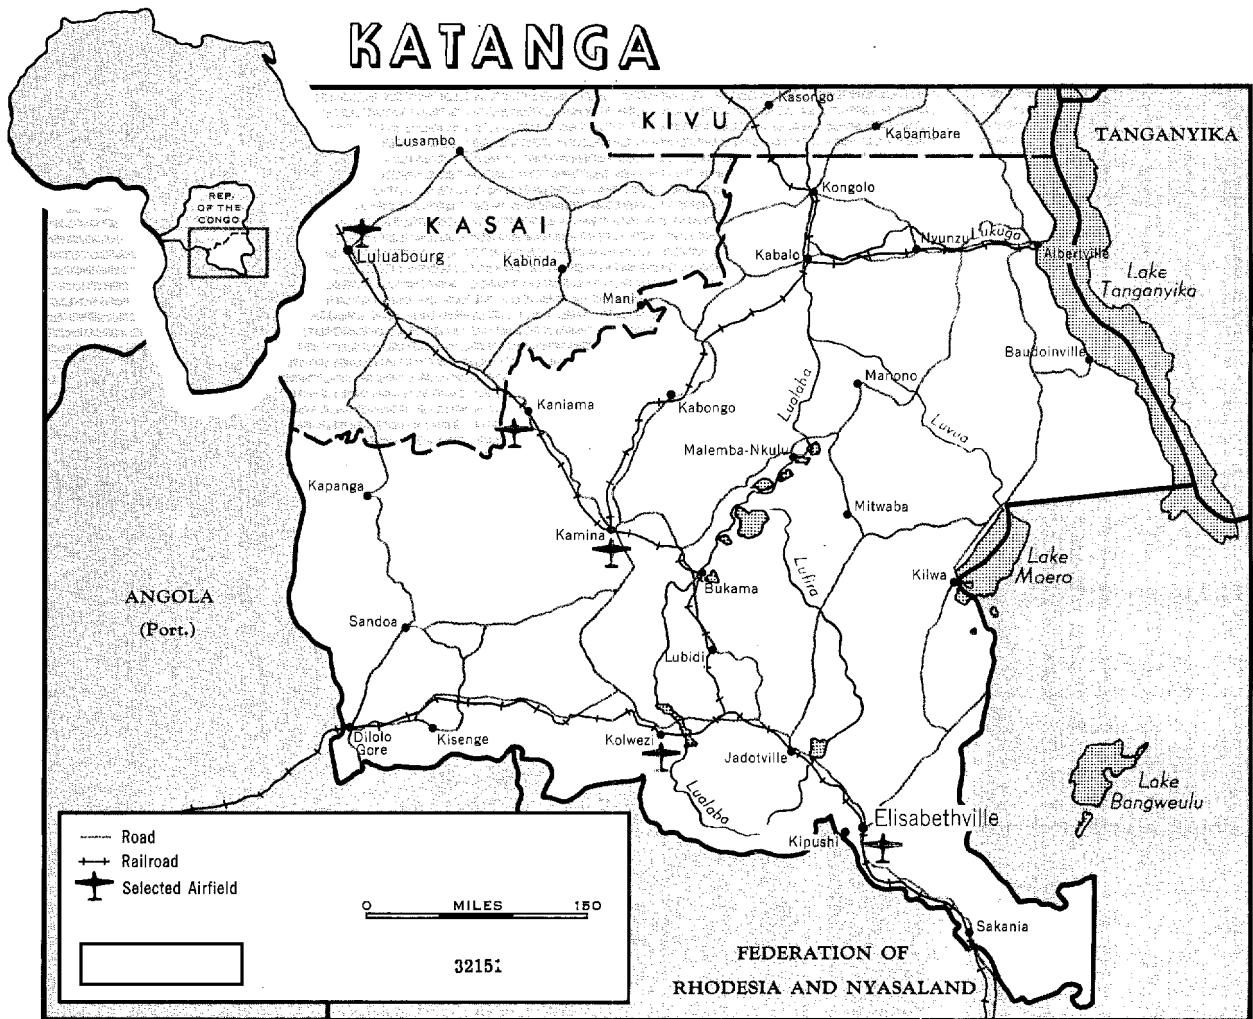 KATANGA
Kasongo
KIVU
Kabambare
TANGANYIKA
Lusambo
REP.
OF THE
CONGO
Kongolo
KASAI
Lukuga
Nyunzu
Luluabourg
Kabinda
Kabalo
Albertville
Lake
Tanganyika
Mani
Baudoinville
Manono
Lualaba
Kaniama
Kabongo
Luvua
Malemba-Nkulu
Kapanga
Mitwaba
Kamina
Lufira
Lake
Moero
Kilwa
Bukama
ANGOLA
(Port.)
Sandoa
Lubidi
Dilolo
Gore
Kisenge
Kolwezi
Jadotville
Lualaba
Lake
Bangweulu
Elisabethville
Kipushi
Road
Railroad
Selected Airfield
0 MILES 150
32151
Sakania
FEDERATION OF
RHODESIA AND NYASALAND